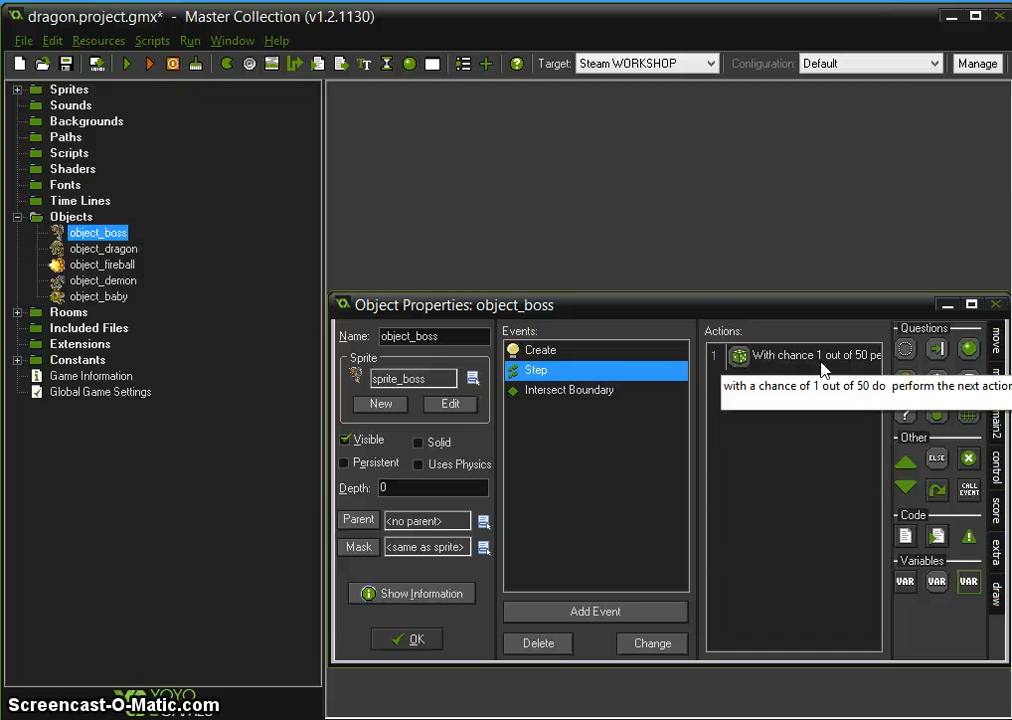 dragon.project.gmx* - Master Collection (v1.2.1130)
File Edit Resources Scripts Run Window Help
Target: Steam WORKSHOP Configuration: Default Manage
Sprites
Sounds
Backgrounds
Paths
Scripts
Shaders
Fonts
Time Lines
Objects
object_boss
object_dragon
object_fireball
object_demon
object_baby
Rooms
Included Files
Extensions
Constants
Game Information
Global Game Settings
Object Properties: object_boss
Name: object_boss
Sprite
sprite_boss
New Edit
Visible Solid
Persistent Uses Physics
Depth: 0
Parent <no parent>
Mask <same as sprite>
Show Information
OK
Events:
Create
Step
Intersect Boundary
Add Event
Delete Change
Actions:
1 With chance 1 out of 50 pe
with a chance of 1 out of 50 do perform the next action
Questions
Other
ELSE
CALL EVENT
Code
Variables
VAR VAR VAR
move
main2
control
score
extra
draw
Screencast-O-Matic.com